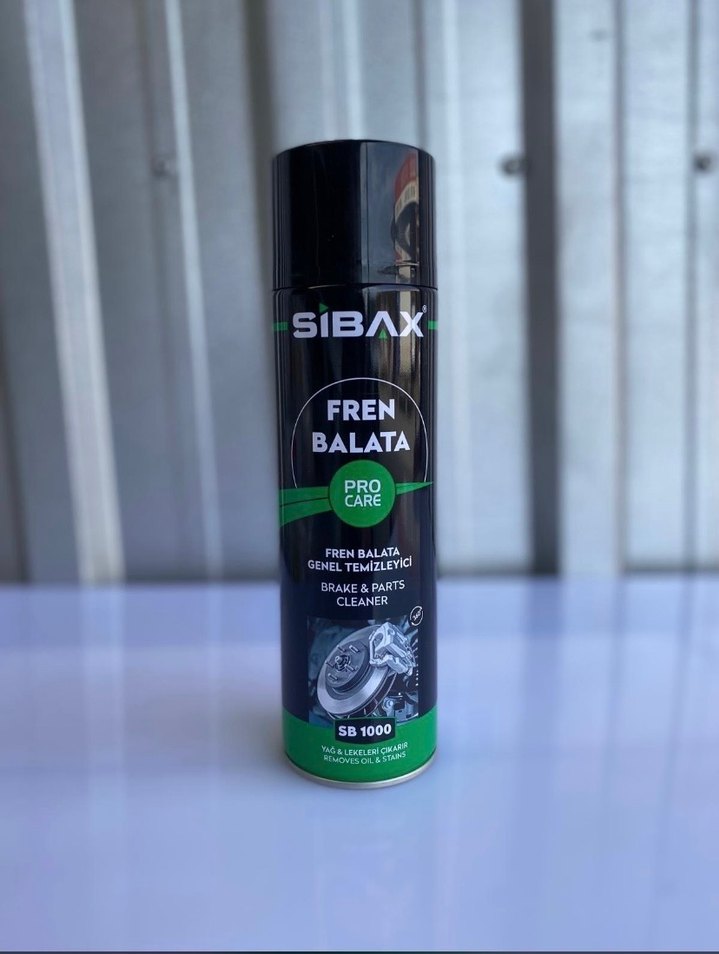 SİBAX®
FREN
BALATA
PRO
CARE
FREN BALATA
GENEL TEMİZLEYİCİ
BRAKE & PARTS
CLEANER
360°
SB 1000
YAĞ & LEKELERİ ÇIKARIR
REMOVES OIL & STAINS